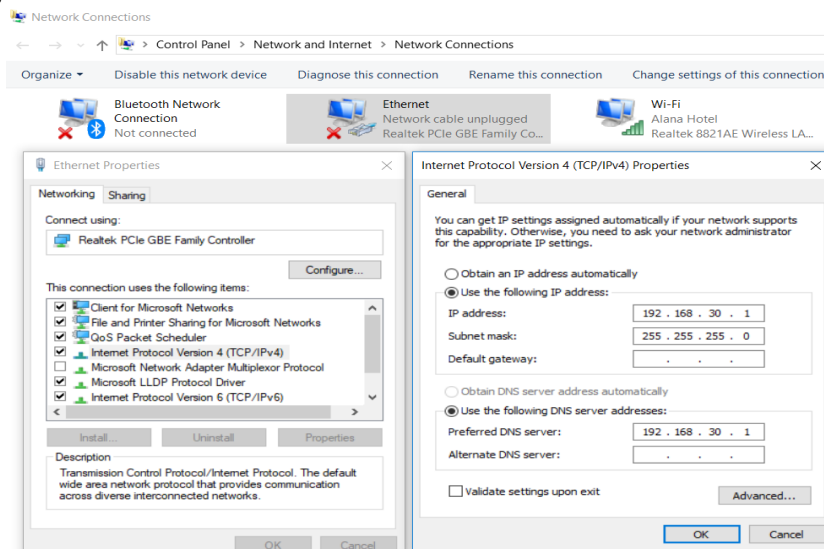 Network Connections
Control Panel > Network and Internet > Network Connections
Organize Disable this network device Diagnose this connection Rename this connection Change settings of this connection
Bluetooth Network
Connection
Not connected
Ethernet
Network cable unplugged
Realtek PCIe GBE Family Co...
Wi-Fi
Alana Hotel
Realtek 8821AE Wireless LA...
Ethernet Properties
Networking Sharing
Connect using:
Realtek PCIe GBE Family Controller
Configure...
This connection uses the following items:
Client for Microsoft Networks
File and Printer Sharing for Microsoft Networks
QoS Packet Scheduler
Internet Protocol Version 4 (TCP/IPv4)
Microsoft Network Adapter Multiplexor Protocol
Microsoft LLDP Protocol Driver
Internet Protocol Version 6 (TCP/IPv6)
Install... Uninstall Properties
Description
Transmission Control Protocol/Internet Protocol. The default
wide area network protocol that provides communication
across diverse interconnected networks.
OK Cancel
Internet Protocol Version 4 (TCP/IPv4) Properties
General
You can get IP settings assigned automatically if your network supports
this capability. Otherwise, you need to ask your network administrator
for the appropriate IP settings.
Obtain an IP address automatically
Use the following IP address:
IP address: 192 . 168 . 30 . 1
Subnet mask: 255 . 255 . 255 . 0
Default gateway: . . .
Obtain DNS server address automatically
Use the following DNS server addresses:
Preferred DNS server: 192 . 168 . 30 . 1
Alternate DNS server: . . .
Validate settings upon exit
Advanced...
OK Cancel